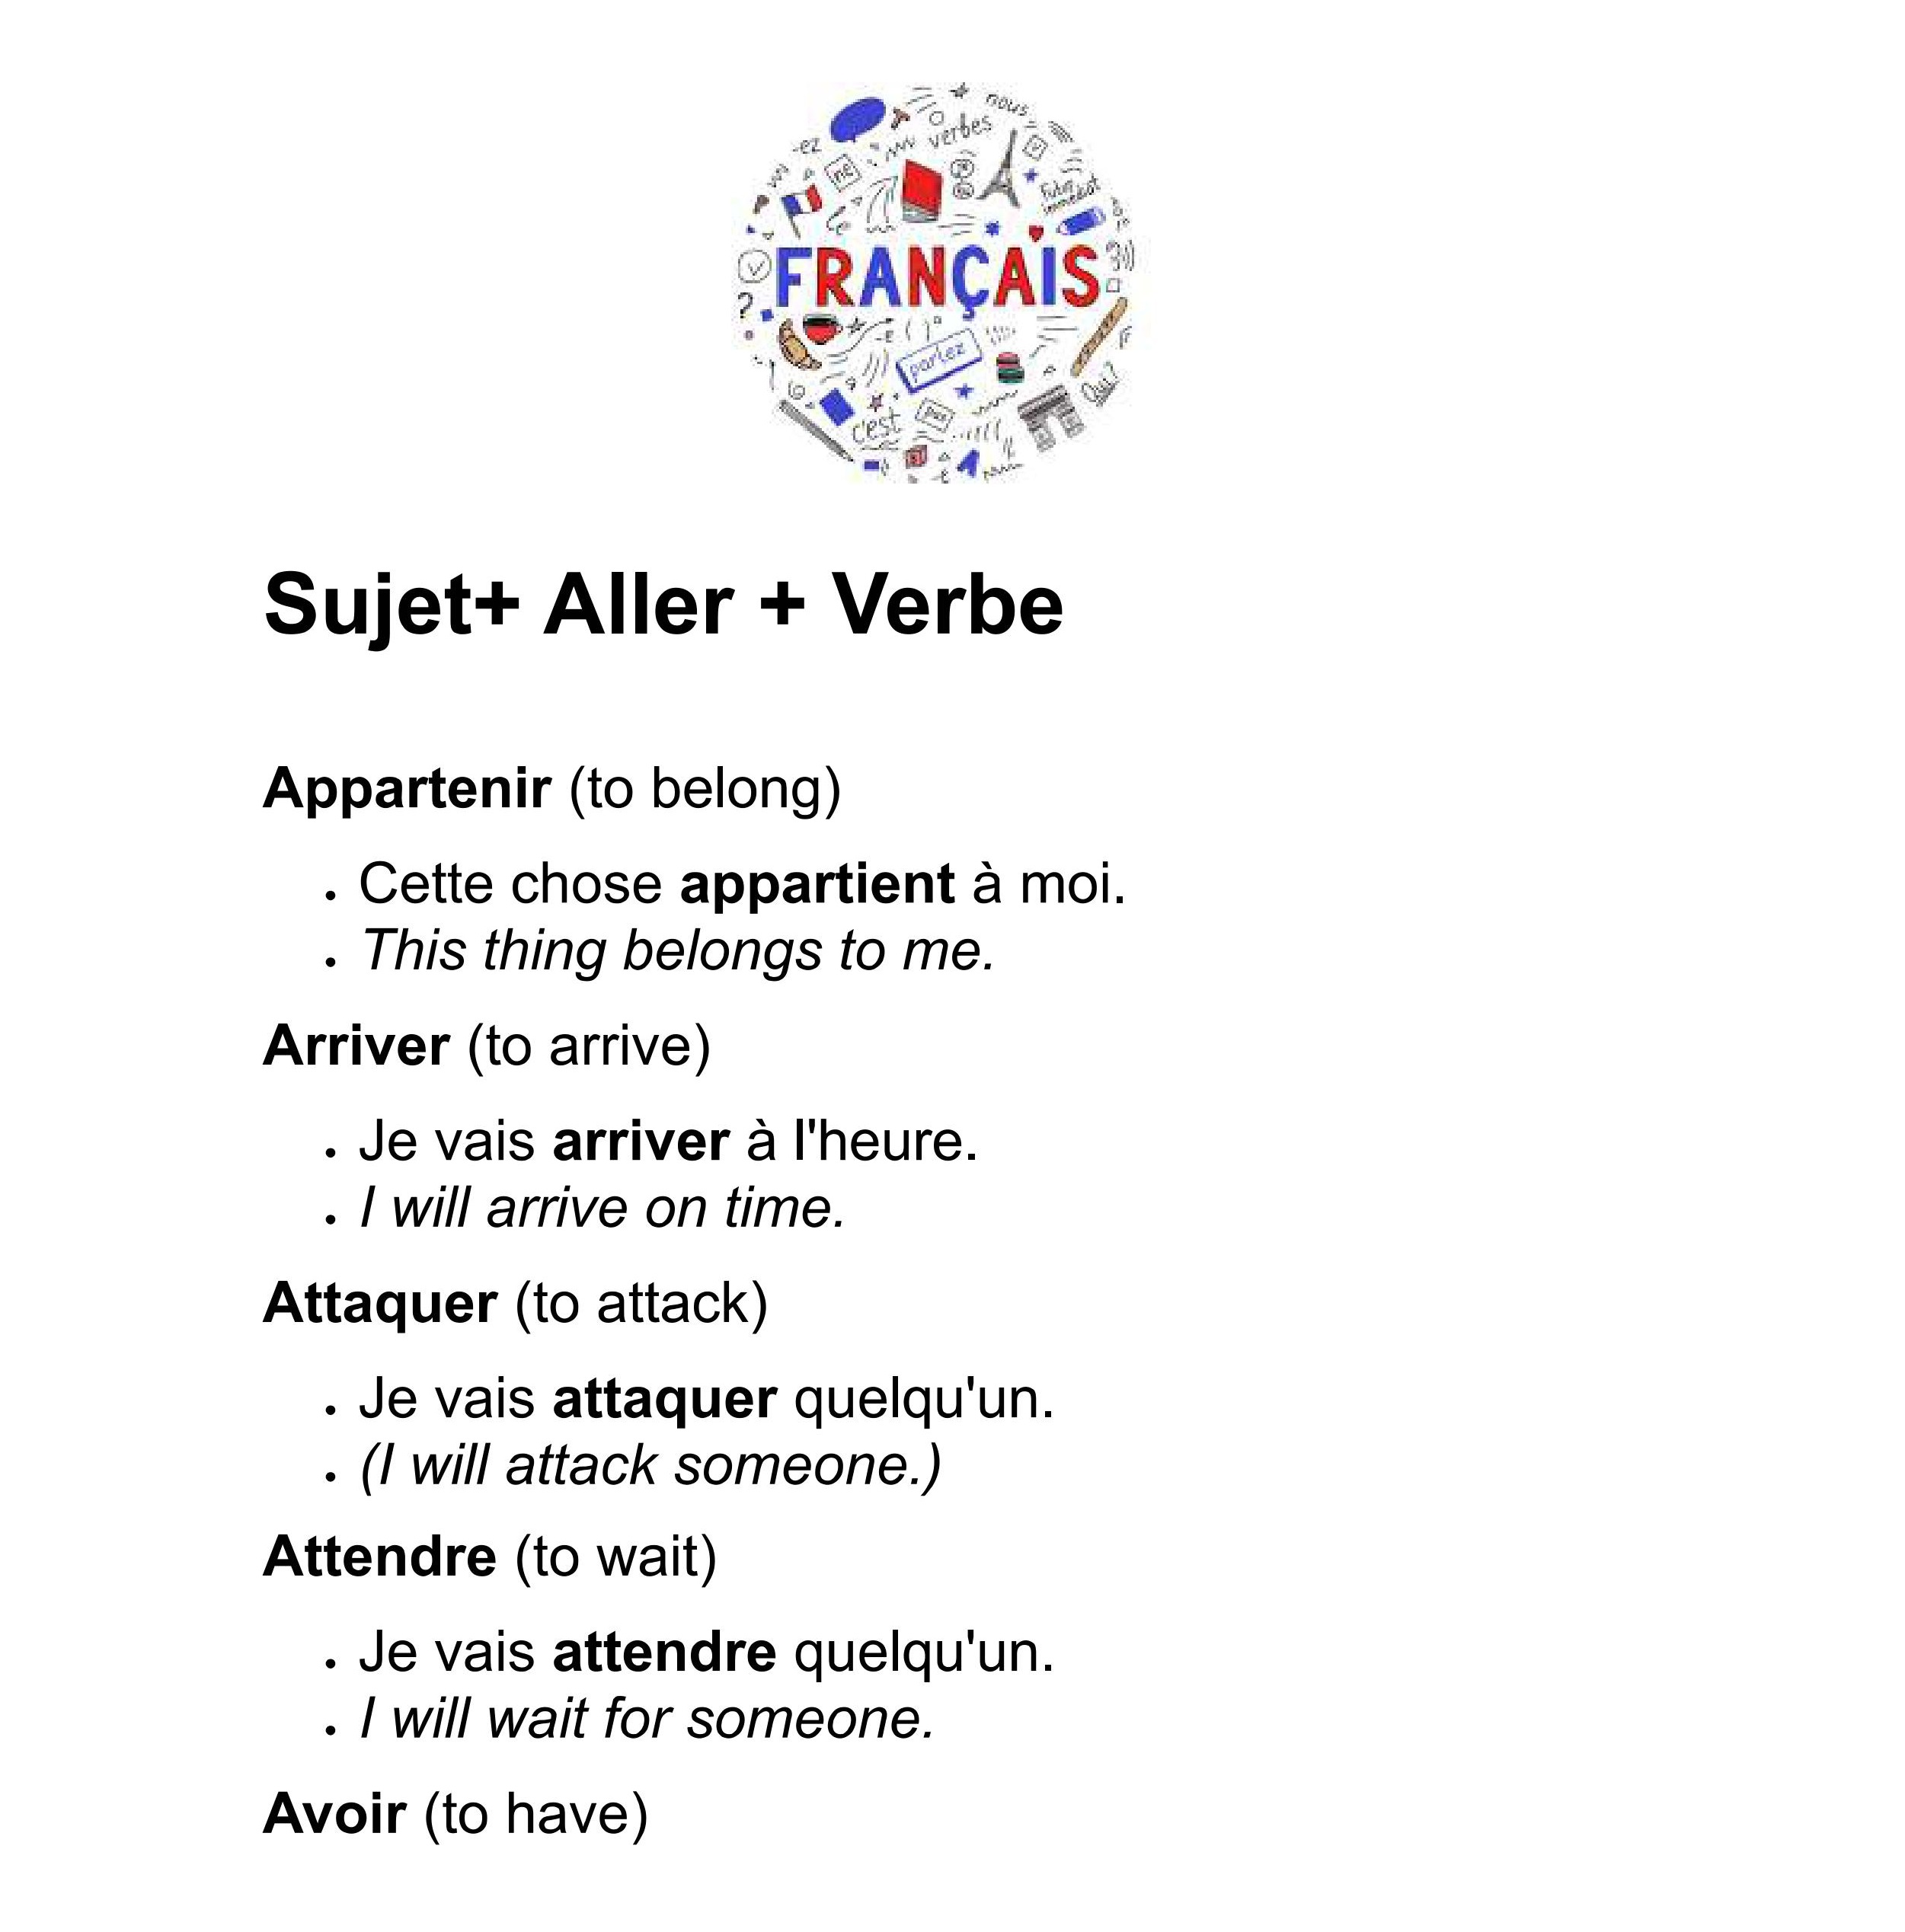 nous
verbes
-ez
ne
Futur
immédiat
FRANÇAIS
?
parlez
Oui?
c'est
pas
Sujet+ Aller + Verbe
Appartenir (to belong)
• Cette chose appartient à moi.
• This thing belongs to me.
Arriver (to arrive)
• Je vais arriver à l'heure.
• I will arrive on time.
Attaquer (to attack)
• Je vais attaquer quelqu'un.
• (I will attack someone.)
Attendre (to wait)
• Je vais attendre quelqu'un.
• I will wait for someone.
Avoir (to have)